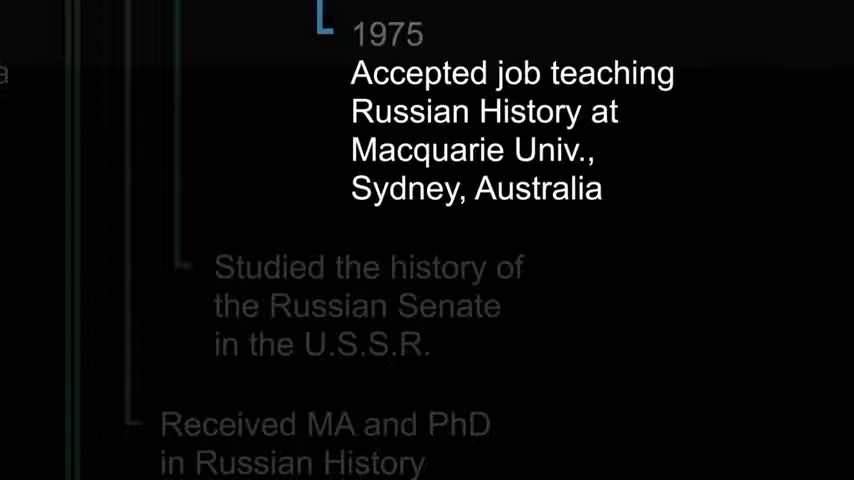 1975
Accepted job teaching
Russian History at
Macquarie Univ.,
Sydney, Australia
Studied the history of
the Russian Senate
in the U.S.S.R.
Received MA and PhD
in Russian History